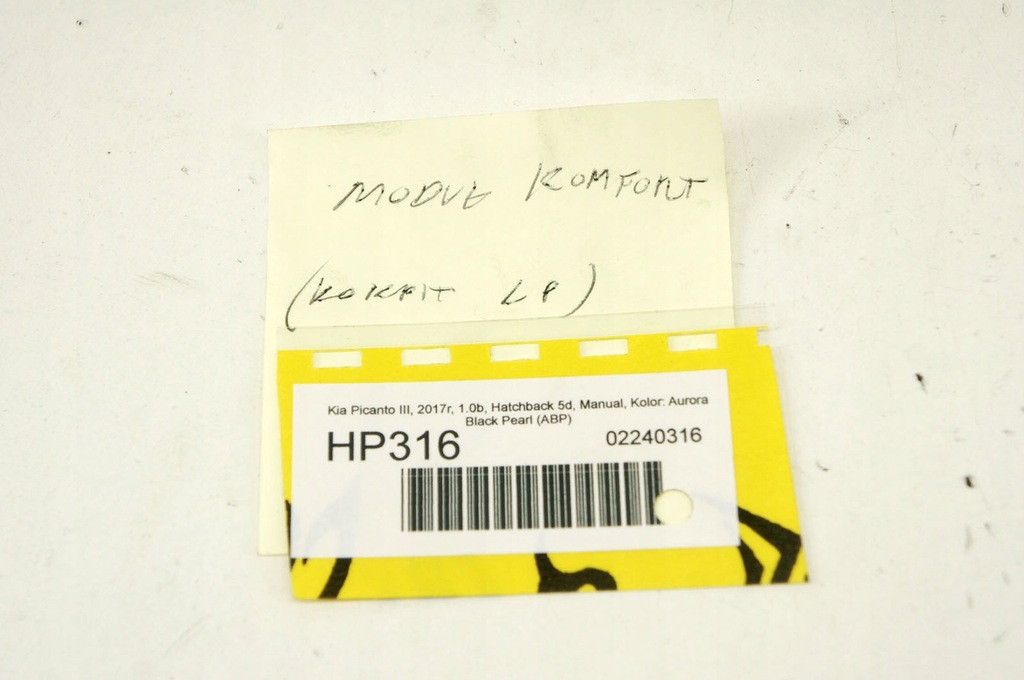 MODUŁ KOMFORT
(KOKPIT LP)
Kia Picanto III, 2017r, 1.0b, Hatchback 5d, Manual, Kolor: Aurora
Black Pearl (ABP)
HP316 02240316